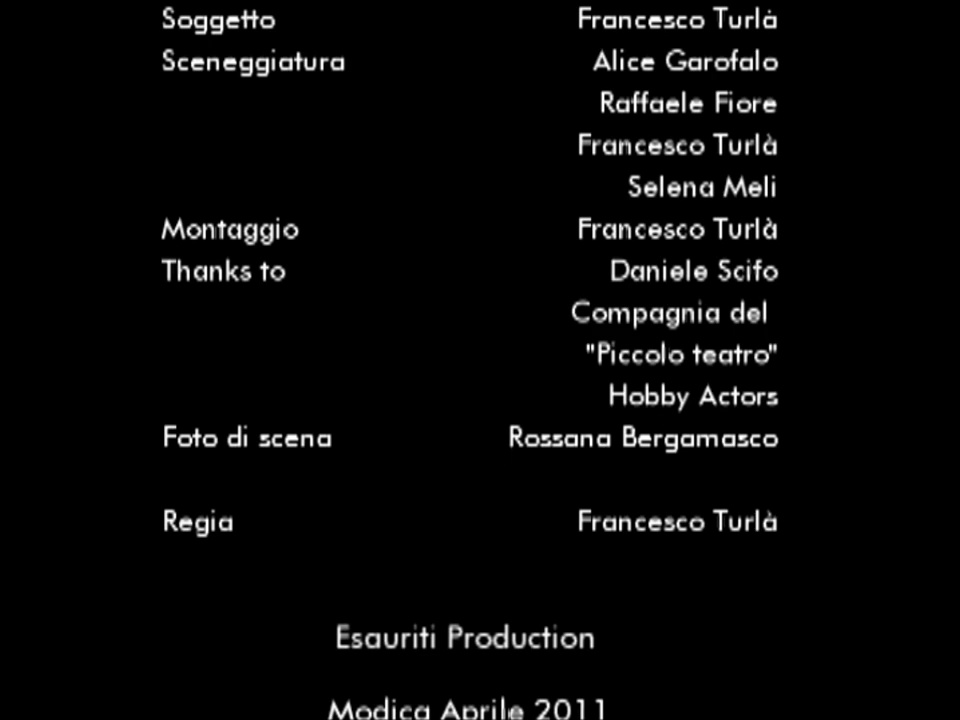 Soggetto Francesco Turlà
Sceneggiatura Alice Garofalo
Raffaele Fiore
Francesco Turlà
Selena Meli
Montaggio Francesco Turlà
Thanks to Daniele Scifo
Compagnia del
"Piccolo teatro"
Hobby Actors
Foto di scena Rossana Bergamasco
Regia Francesco Turlà
Esauriti Production
Modica Aprile 2011